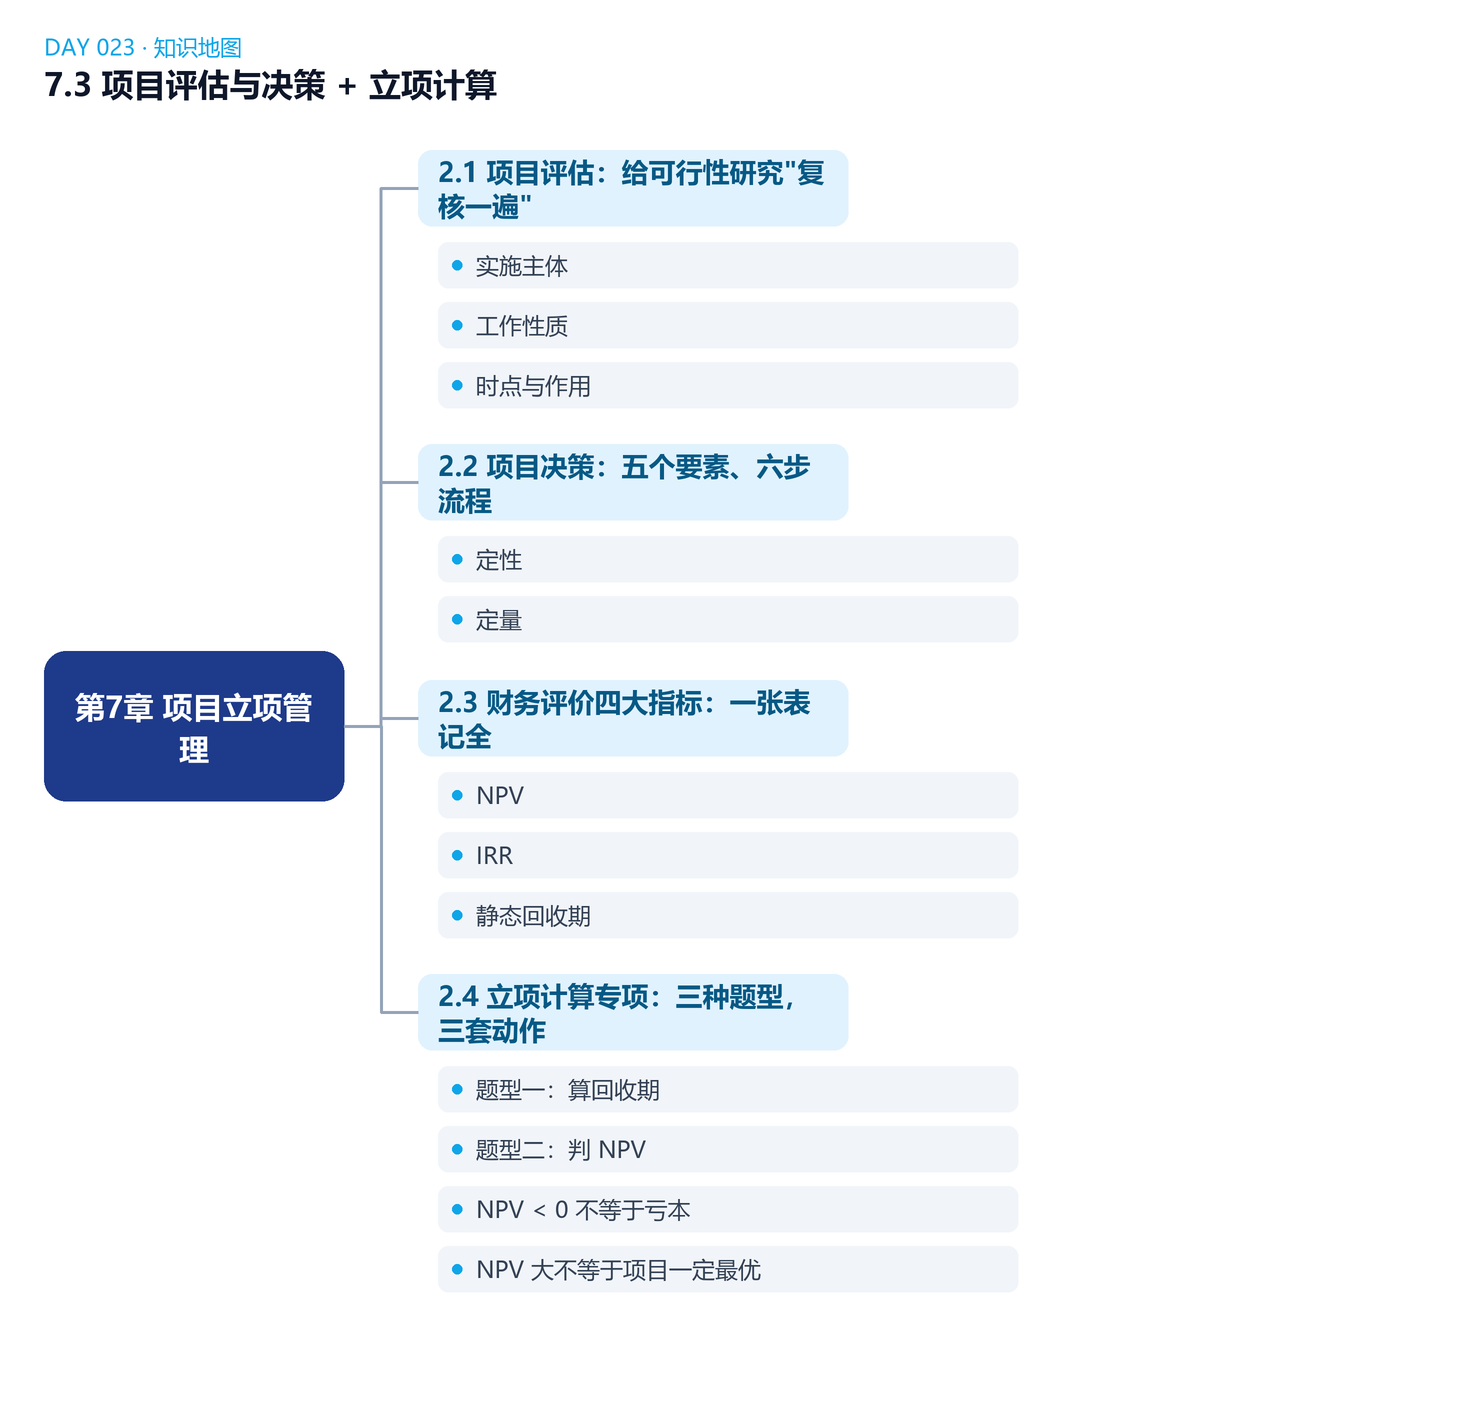 DAY 023 · 知识地图
7.3 项目评估与决策 + 立项计算
2.1 项目评估：给可行性研究"复
核一遍"
实施主体
工作性质
时点与作用
2.2 项目决策：五个要素、六步
流程
定性
定量
第7章 项目立项管
理
2.3 财务评价四大指标：一张表
记全
NPV
IRR
静态回收期
2.4 立项计算专项：三种题型，
三套动作
题型一：算回收期
题型二：判 NPV
NPV < 0 不等于亏本
NPV 大不等于项目一定最优